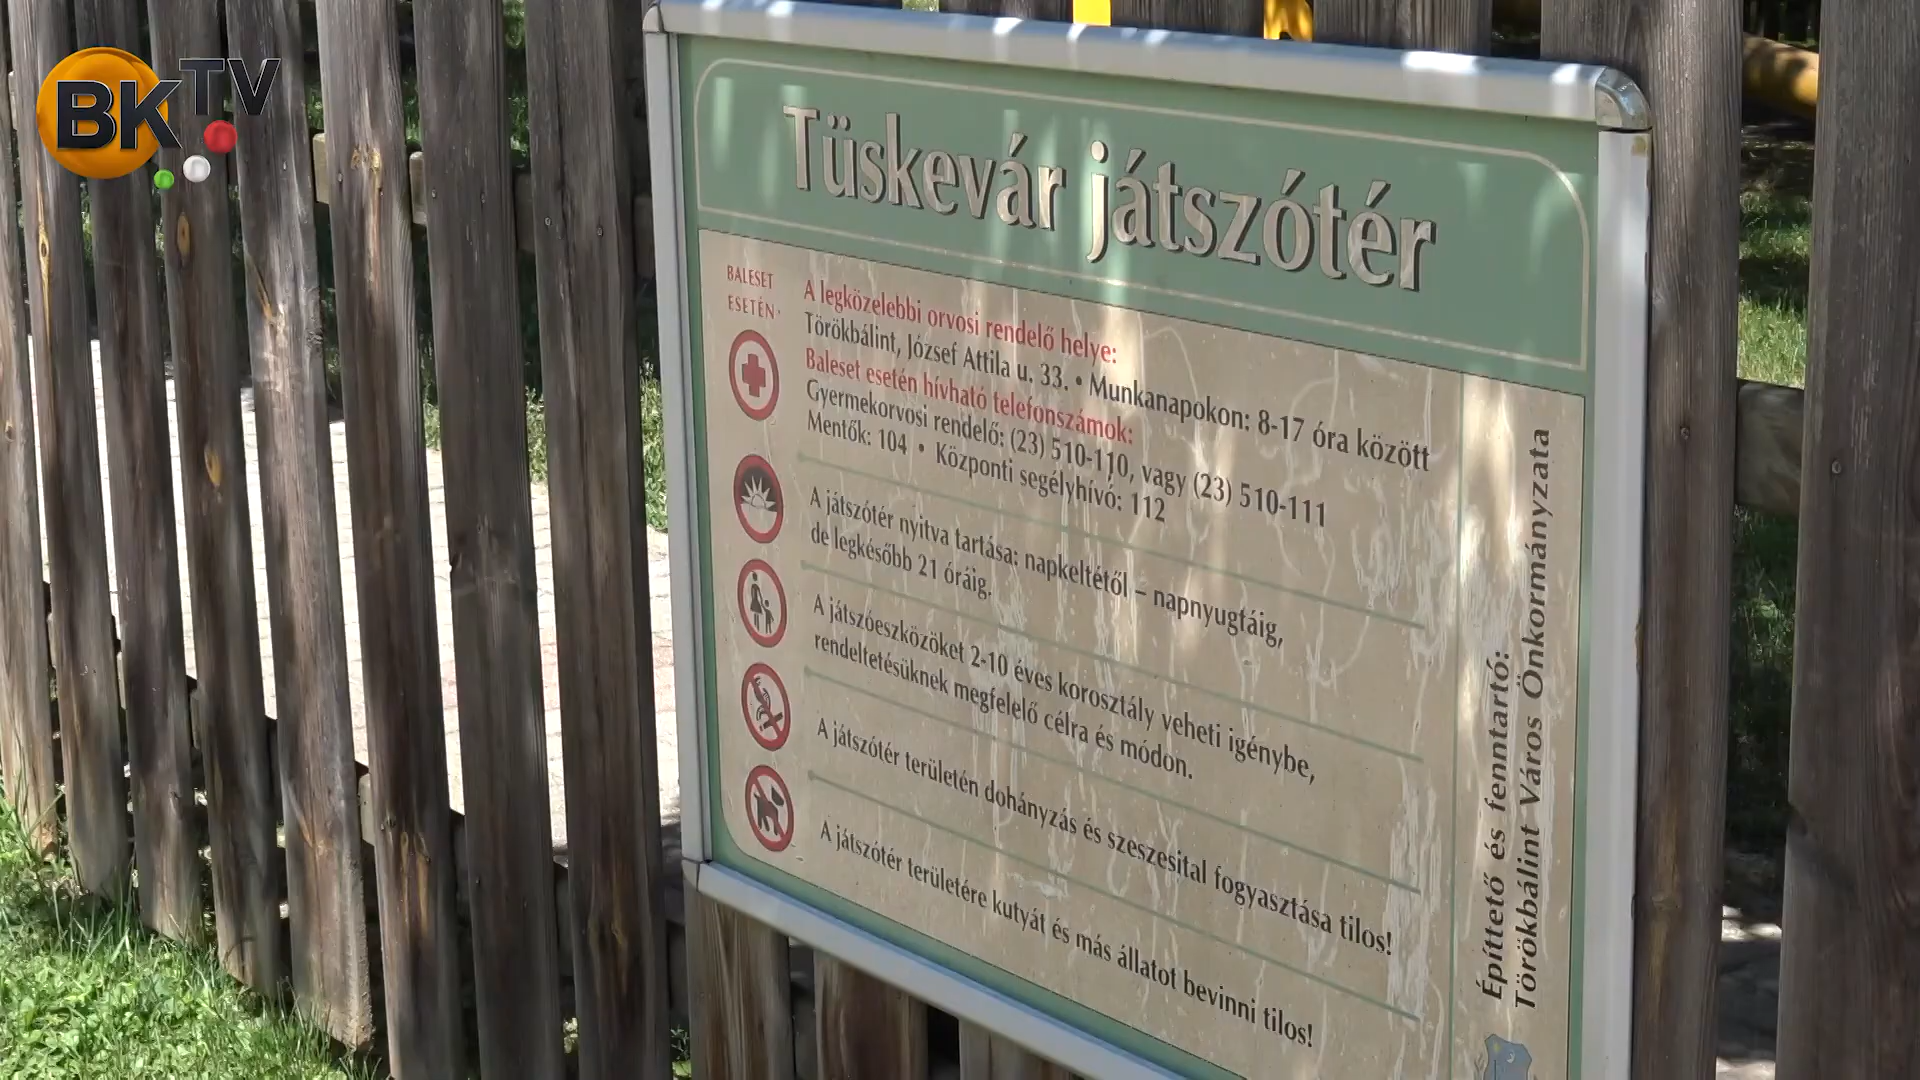 BKTV
Tüskevár játszótér
BALESET
ESETÉN
A legközelebbi orvosi rendelő helye:
Törökbálint, József Attila u. 33. • Munkanapokon: 8-17 óra között
Baleset esetén hívható telefonszámok:
Gyermekorvosi rendelő: (23) 510-110, vagy (23) 510-111
Mentők: 104 • Központi segélyhívó: 112
A játszótér nyitva tartása: napkeltétől – napnyugtáig,
de legkésőbb 21 óráig.
A játszóeszközöket 2-10 éves korosztály veheti igénybe,
rendeltetésüknek megfelelő célra és módon.
A játszótér területén dohányzás és szeszesital fogyasztása tilos!
A játszótér területére kutyát és más állatot bevinni tilos!
Építtető és fenntartó:
Törökbálint Város Önkormányzata